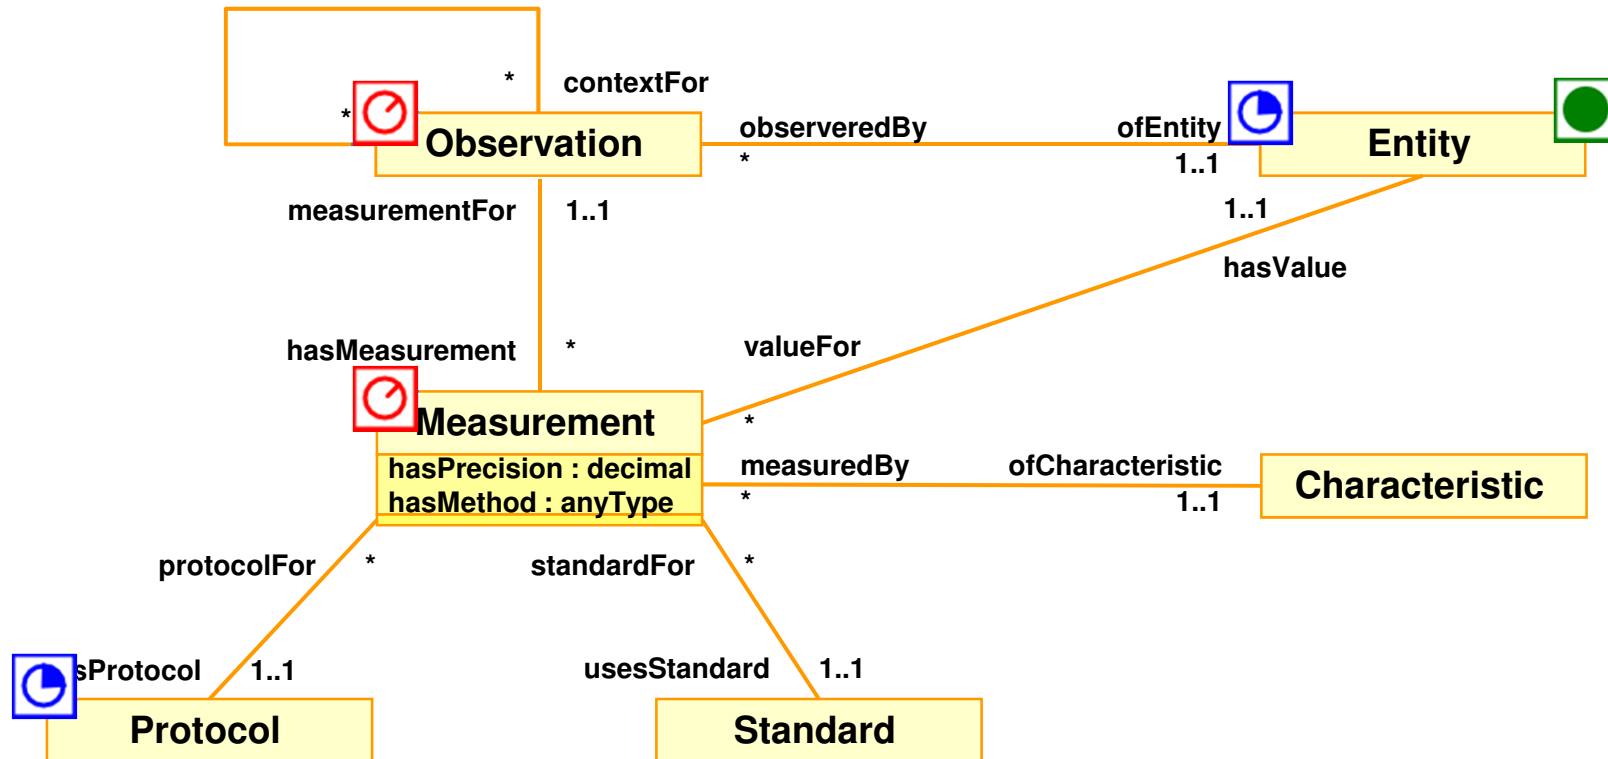 * contextFor
*
Observation
observeredBy ofEntity
Entity
* 1..1
measurementFor 1..1
1..1
hasValue
hasMeasurement *
valueFor
Measurement
*
hasPrecision : decimal
measuredBy ofCharacteristic
Characteristic
hasMethod : anyType
* 1..1
protocolFor *
standardFor *
sProtocol 1..1
usesStandard 1..1
Protocol
Standard